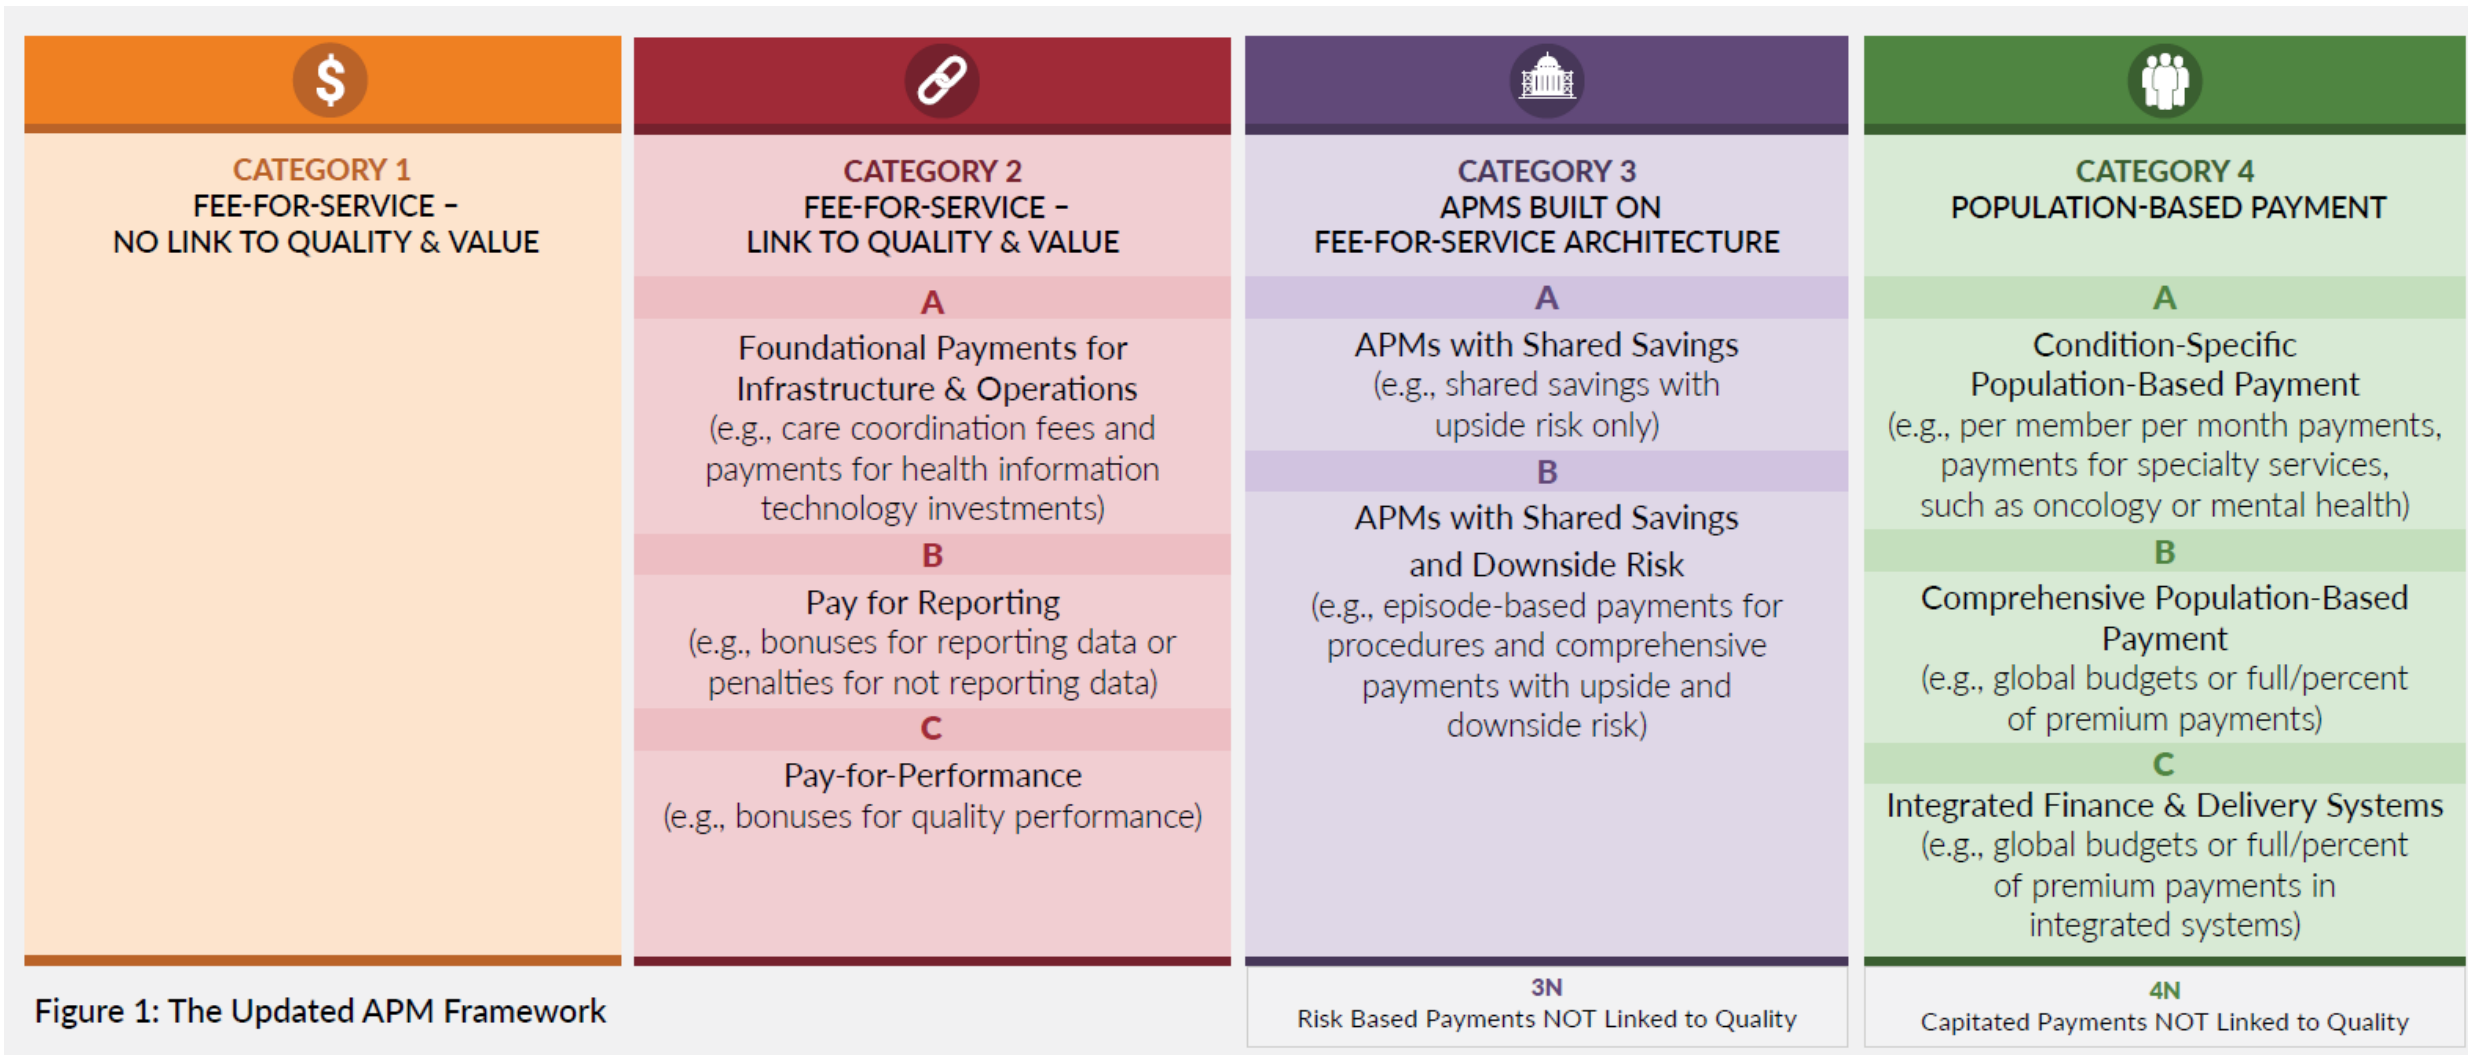 $
CATEGORY 1
FEE-FOR-SERVICE –
NO LINK TO QUALITY & VALUE
CATEGORY 2
FEE-FOR-SERVICE –
LINK TO QUALITY & VALUE
A
Foundational Payments for
Infrastructure & Operations
(e.g., care coordination fees and
payments for health information
technology investments)
B
Pay for Reporting
(e.g., bonuses for reporting data or
penalties for not reporting data)
C
Pay-for-Performance
(e.g., bonuses for quality performance)
CATEGORY 3
APMS BUILT ON
FEE-FOR-SERVICE ARCHITECTURE
A
APMs with Shared Savings
(e.g., shared savings with
upside risk only)
B
APMs with Shared Savings
and Downside Risk
(e.g., episode-based payments for
procedures and comprehensive
payments with upside and
downside risk)
3N
Risk Based Payments NOT Linked to Quality
CATEGORY 4
POPULATION-BASED PAYMENT
A
Condition-Specific
Population-Based Payment
(e.g., per member per month payments,
payments for specialty services,
such as oncology or mental health)
B
Comprehensive Population-Based
Payment
(e.g., global budgets or full/percent
of premium payments)
C
Integrated Finance & Delivery Systems
(e.g., global budgets or full/percent
of premium payments in
integrated systems)
4N
Capitated Payments NOT Linked to Quality
Figure 1: The Updated APM Framework